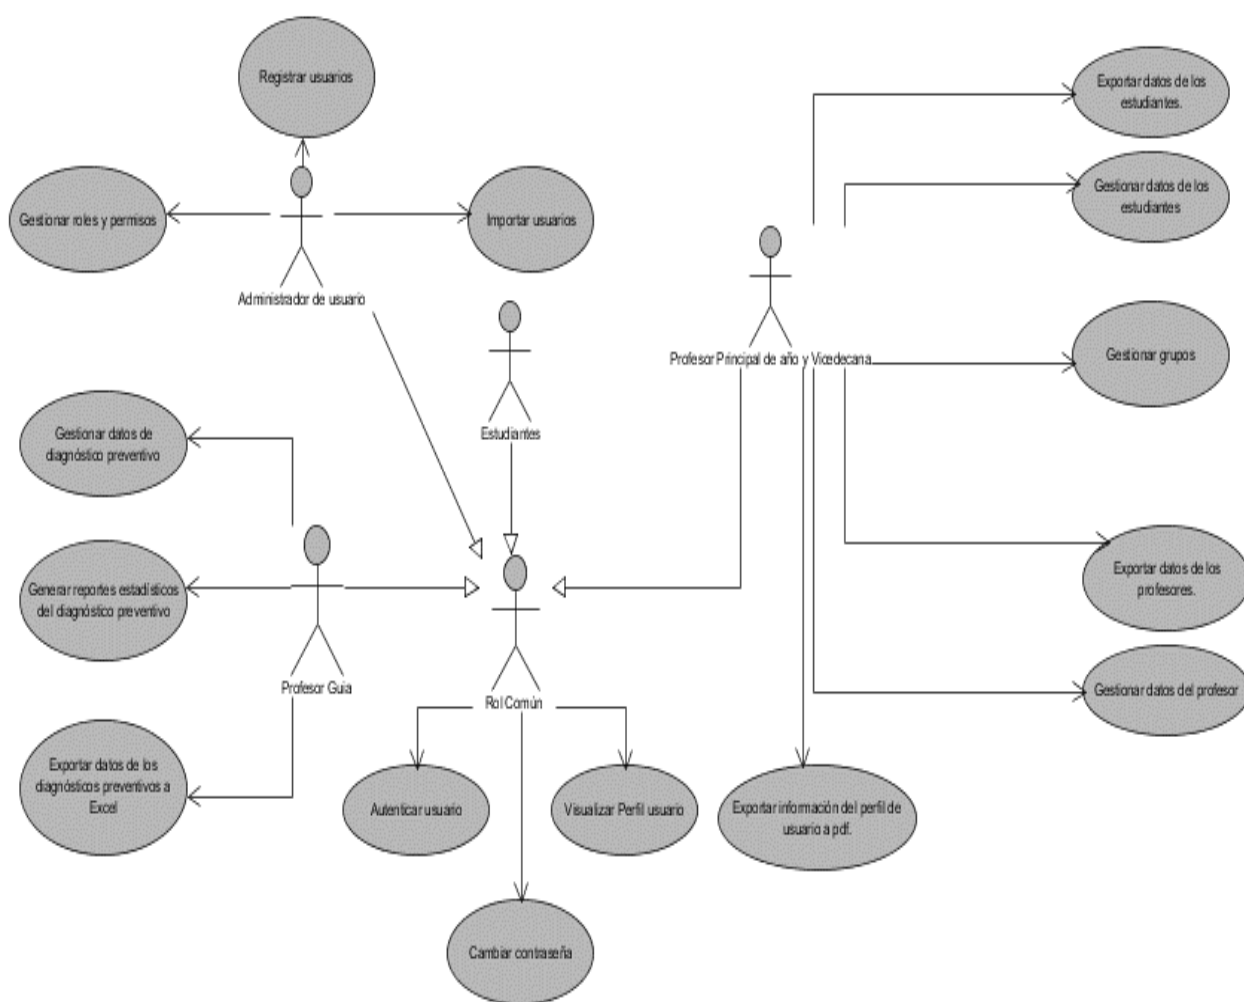 Registrar usuarios
Exportar datos de los
estudiantes.
Gestionar roles y permisos
Importar usuarios
Gestionar datos de los
estudiantes
Administrador de usuario
Profesor Principal de año y Vicedecana
Gestionar grupos
Estudiantes
Gestionar datos de
diagnóstico preventivo
Generar reportes estadísticos
del diagnóstico preventivo
Exportar datos de los
profesores.
Profesor Guia
Rol Común
Gestionar datos del profesor
Exportar datos de los
diagnósticos preventivos a
Excel
Autenticar usuario
Visualizar Perfil usuario
Exportar información del perfil de
usuario a pdf.
Cambiar contraseña